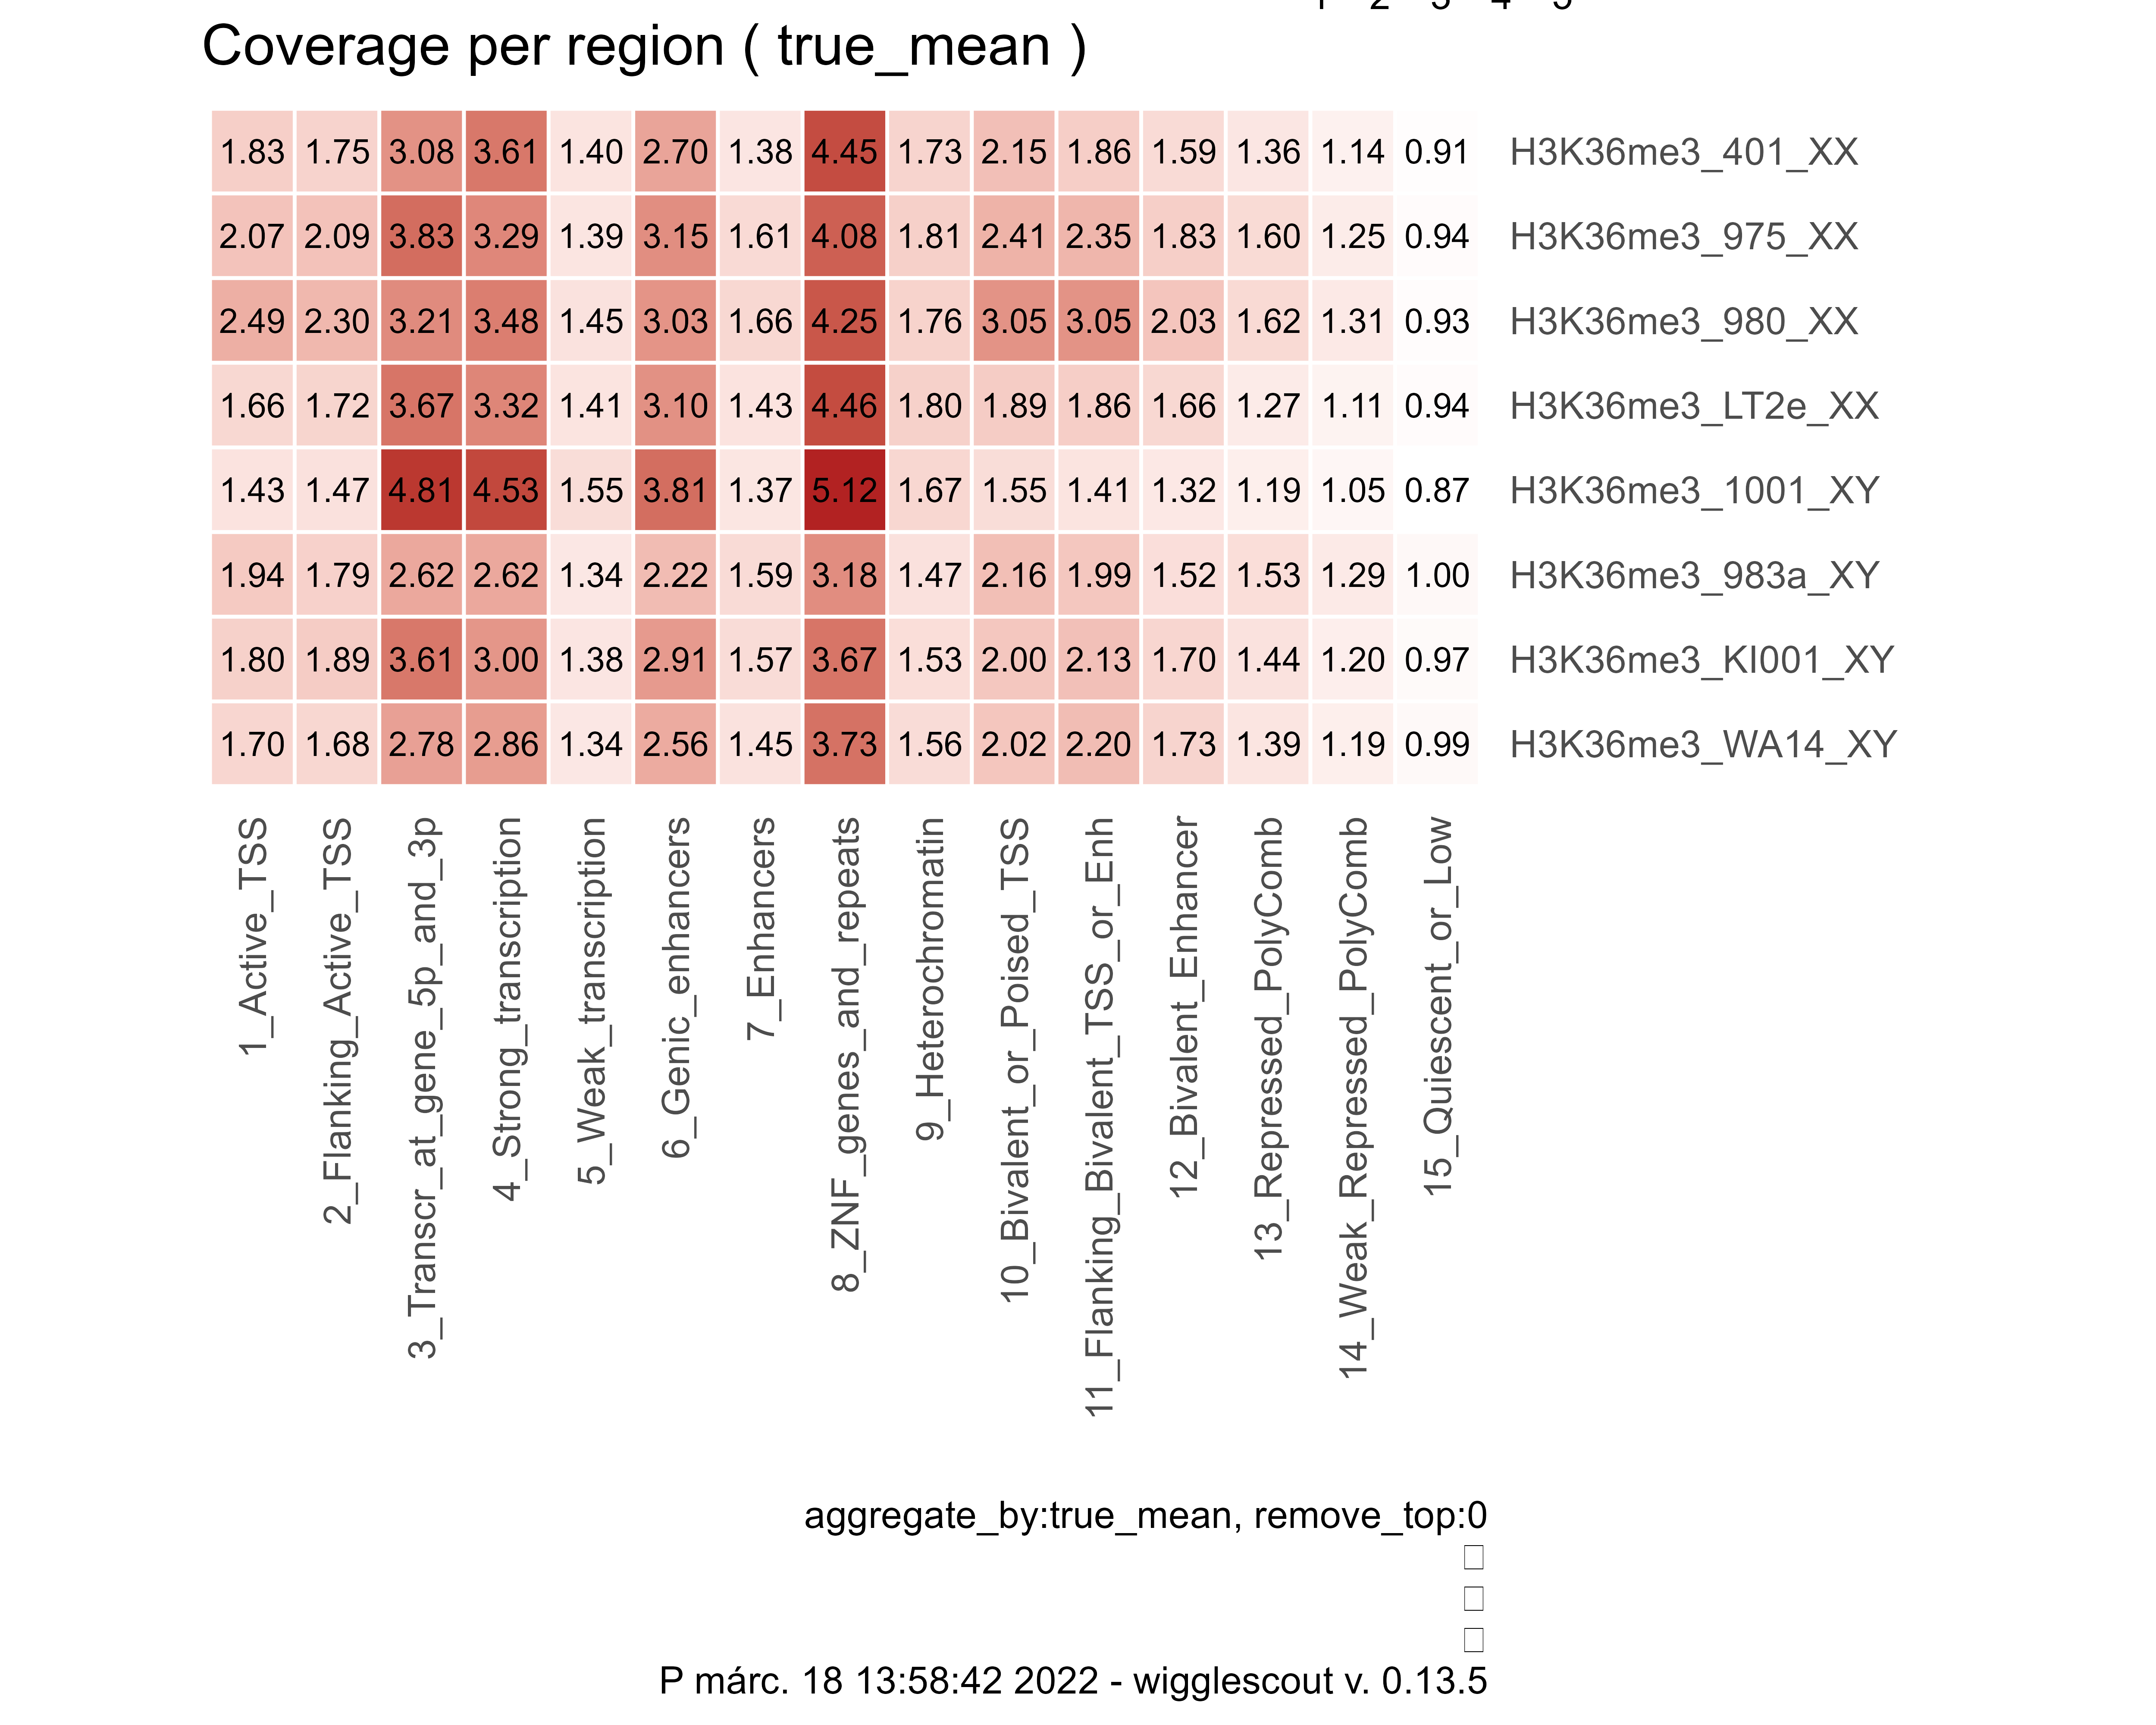 1 2 3 4 5
Coverage per region ( true_mean )
1.83 1.75 3.08 3.61 1.40 2.70 1.38 4.45 1.73 2.15 1.86 1.59 1.36 1.14 0.91 H3K36me3_401_XX
2.07 2.09 3.83 3.29 1.39 3.15 1.61 4.08 1.81 2.41 2.35 1.83 1.60 1.25 0.94 H3K36me3_975_XX
2.49 2.30 3.21 3.48 1.45 3.03 1.66 4.25 1.76 3.05 3.05 2.03 1.62 1.31 0.93 H3K36me3_980_XX
1.66 1.72 3.67 3.32 1.41 3.10 1.43 4.46 1.80 1.89 1.86 1.66 1.27 1.11 0.94 H3K36me3_LT2e_XX
1.43 1.47 4.81 4.53 1.55 3.81 1.37 5.12 1.67 1.55 1.41 1.32 1.19 1.05 0.87 H3K36me3_1001_XY
1.94 1.79 2.62 2.62 1.34 2.22 1.59 3.18 1.47 2.16 1.99 1.52 1.53 1.29 1.00 H3K36me3_983a_XY
1.80 1.89 3.61 3.00 1.38 2.91 1.57 3.67 1.53 2.00 2.13 1.70 1.44 1.20 0.97 H3K36me3_KI001_XY
1.70 1.68 2.78 2.86 1.34 2.56 1.45 3.73 1.56 2.02 2.20 1.73 1.39 1.19 0.99 H3K36me3_WA14_XY
1_Active_TSS
2_Flanking_Active_TSS
3_Transcr_at_gene_5p_and_3p
4_Strong_transcription
5_Weak_transcription
6_Genic_enhancers
7_Enhancers
8_ZNF_genes_and_repeats
9_Heterochromatin
10_Bivalent_or_Poised_TSS
11_Flanking_Bivalent_TSS_or_Enh
12_Bivalent_Enhancer
13_Repressed_PolyComb
14_Weak_Repressed_PolyComb
15_Quiescent_or_Low
aggregate_by:true_mean, remove_top:0
P márc. 18 13:58:42 2022 - wigglescout v. 0.13.5